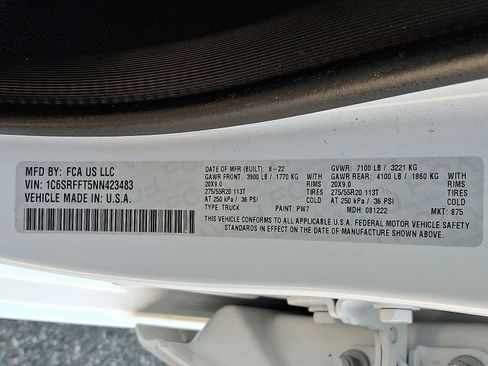 MFD BY: FCA US LLC
VIN: 1C6SRFFT5NN423483
VEHICLE MADE IN: U.S.A.
DATE OF MFR (BUILT): 8-22 GVWR: 7100 LB / 3221 KG
GAWR FRONT: 3900 LB / 1770 KG GAWR REAR: 4100 LB / 1860 KG
20X9.0 RIMS 20X9.0 RIMS
275/55R20 113T TIRES 275/55R20 113T TIRES
AT 250 kPa / 36 PSI COLD AT 250 kPa / 36 PSI COLD
TYPE: TRUCK PAINT: PW7 MDH: 081222 MKT: 875
THIS VEHICLE CONFORMS TO ALL APPLICABLE U.S.A. FEDERAL MOTOR VEHICLE SAFETY
STANDARDS IN EFFECT ON THE DATE OF MANUFACTURE SHOWN ABOVE.